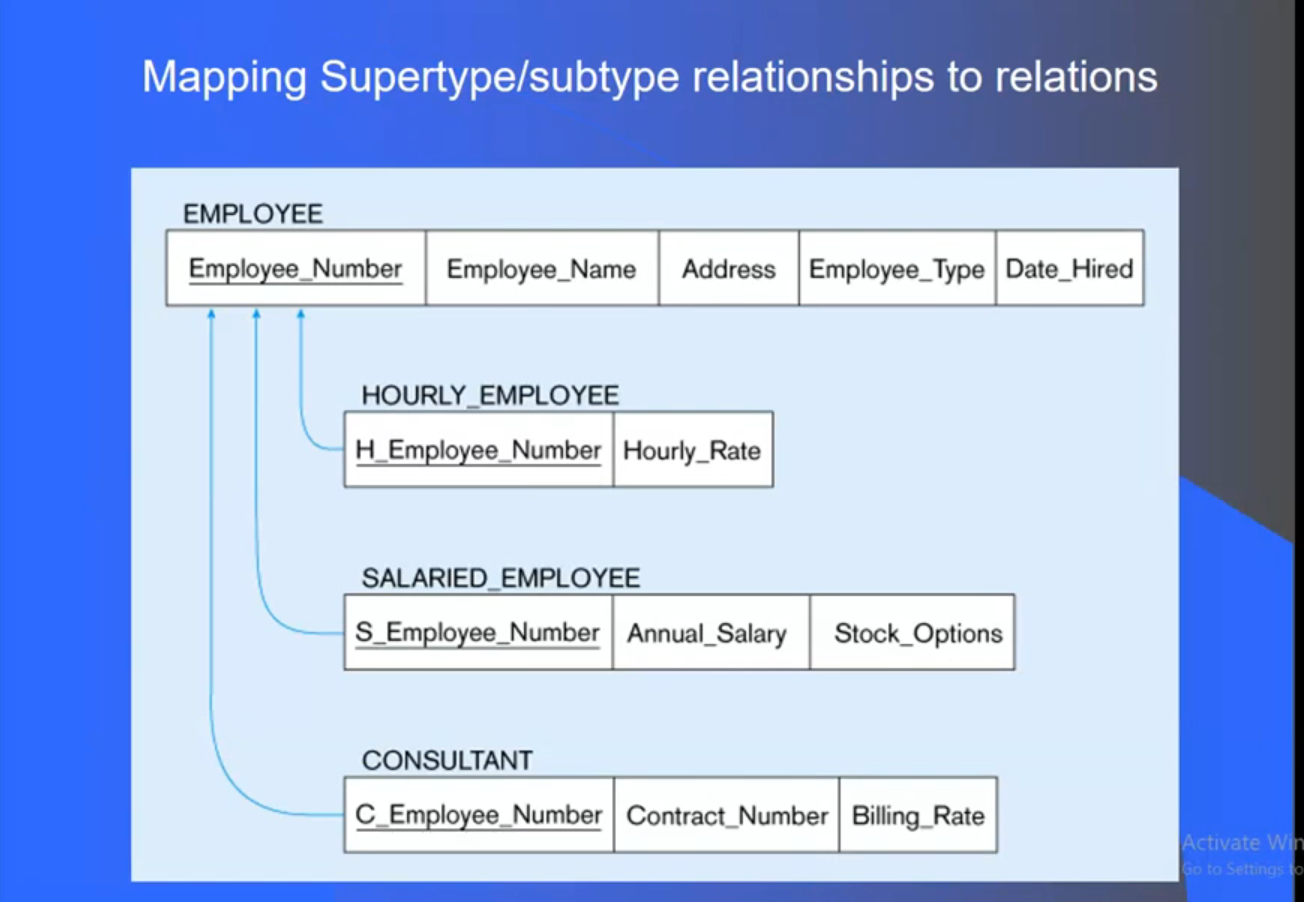 Mapping Supertype/subtype relationships to relations
EMPLOYEE
Employee_Number Employee_Name Address Employee_Type Date_Hired
HOURLY_EMPLOYEE
H_Employee_Number Hourly_Rate
SALARIED_EMPLOYEE
S_Employee_Number Annual_Salary Stock_Options
CONSULTANT
C_Employee_Number Contract_Number Billing_Rate
Activate Win
Go to Settings to